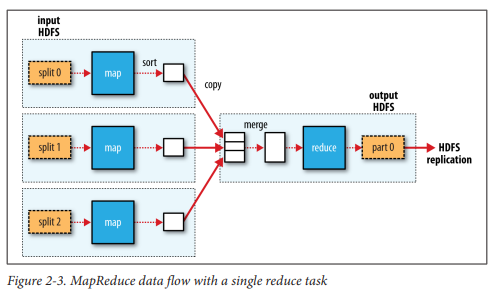 input
HDFS
split 0
map
sort
copy
split 1
map
split 2
map
merge
reduce
output
HDFS
part 0
HDFS
replication
Figure 2-3. MapReduce data flow with a single reduce task